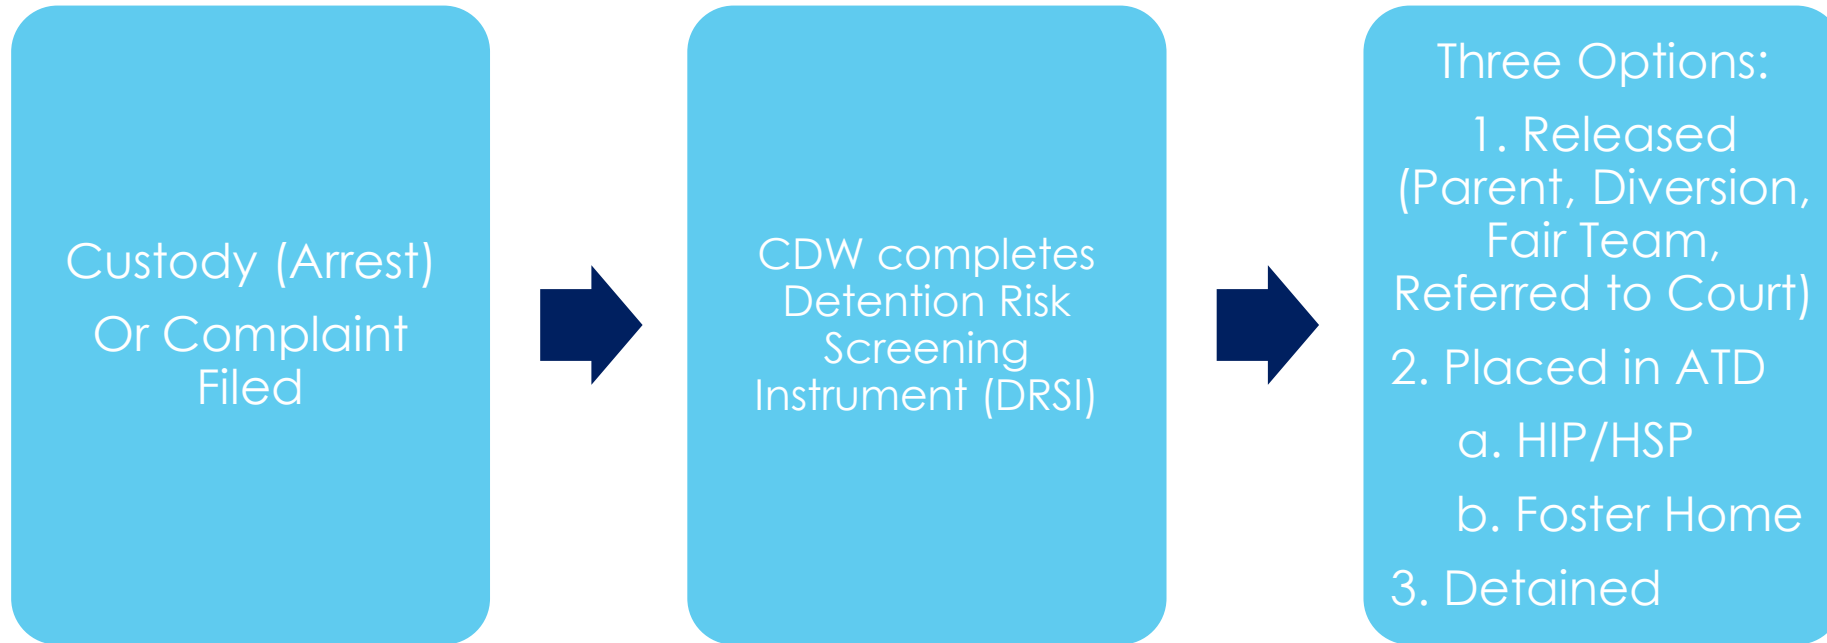 Custody (Arrest)
Or Complaint
Filed
CDW completes
Detention Risk
Screening
Instrument (DRSI)
Three Options:
1. Released
(Parent, Diversion,
Fair Team,
Referred to Court)
2. Placed in ATD
a. HIP/HSP
b. Foster Home
3. Detained